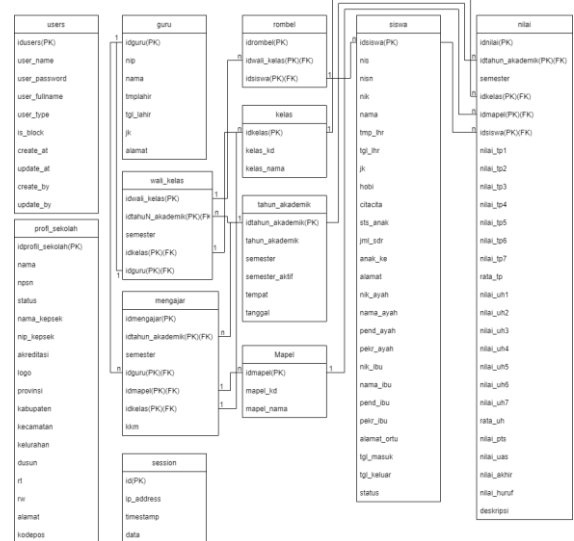 users
idusers(PK)
user_name
user_password
user_fullname
user_type
is_block
create_at
update_at
create_by
update_by
profi_sekolah
idprofil_sekolah(PK)
nama
npsn
status
nama_kepsek
nip_kepsek
akreditasi
logo
provinsi
kabupaten
kecamatan
kelurahan
dusun
rt
rw
alamat
kodepos
guru
idguru(PK)
nip
nama
tmplahir
tgl_lahir
jk
alamat
wali_kelas
idwali_kelas(PK)
idtahuN_akademik(PK)(FK)
semester
idkelas(PK)(FK)
idguru(PK)(FK)
mengajar
idmengajar(PK)
idtahun_akademik(PK)(FK)
semester
idguru(PK)(FK)
idmapel(PK)(FK)
idkelas(PK)(FK)
kkm
session
id(PK)
ip_address
timestamp
data
rombel
idrombel(PK)
idwali_kelas(PK)(FK)
idsiswa(PK)(FK)
kelas
idkelas(PK)
kelas_kd
kelas_nama
tahun_akademik
idtahun_akademik(PK)
tahun_akademik
semester
semester_aktif
tempat
tanggal
Mapel
idmapel(PK)
mapel_kd
mapel_nama
siswa
idsiswa(PK)
nis
nisn
nik
nama
tmp_lhr
tgl_lhr
jk
hobi
citacita
sts_anak
jml_sdr
anak_ke
alamat
nik_ayah
nama_ayah
pend_ayah
pekr_ayah
nik_ibu
nama_ibu
pend_ibu
pekr_ibu
alamat_ortu
tgl_masuk
tgl_keluar
status
nilai
idnilai(PK)
idtahun_akademik(PK)(FK)
semester
idkelas(PK)(FK)
idmapel(PK)(FK)
idsiswa(PK)(FK)
nilai_tp1
nilai_tp2
nilai_tp3
nilai_tp4
nilai_tp5
nilai_tp6
nilai_tp7
rata_tp
nilai_uh1
nilai_uh2
nilai_uh3
nilai_uh4
nilai_uh5
nilai_uh6
nilai_uh7
rata_uh
nilai_pts
nilai_uas
nilai_akhir
nilai_huruf
deskripsi